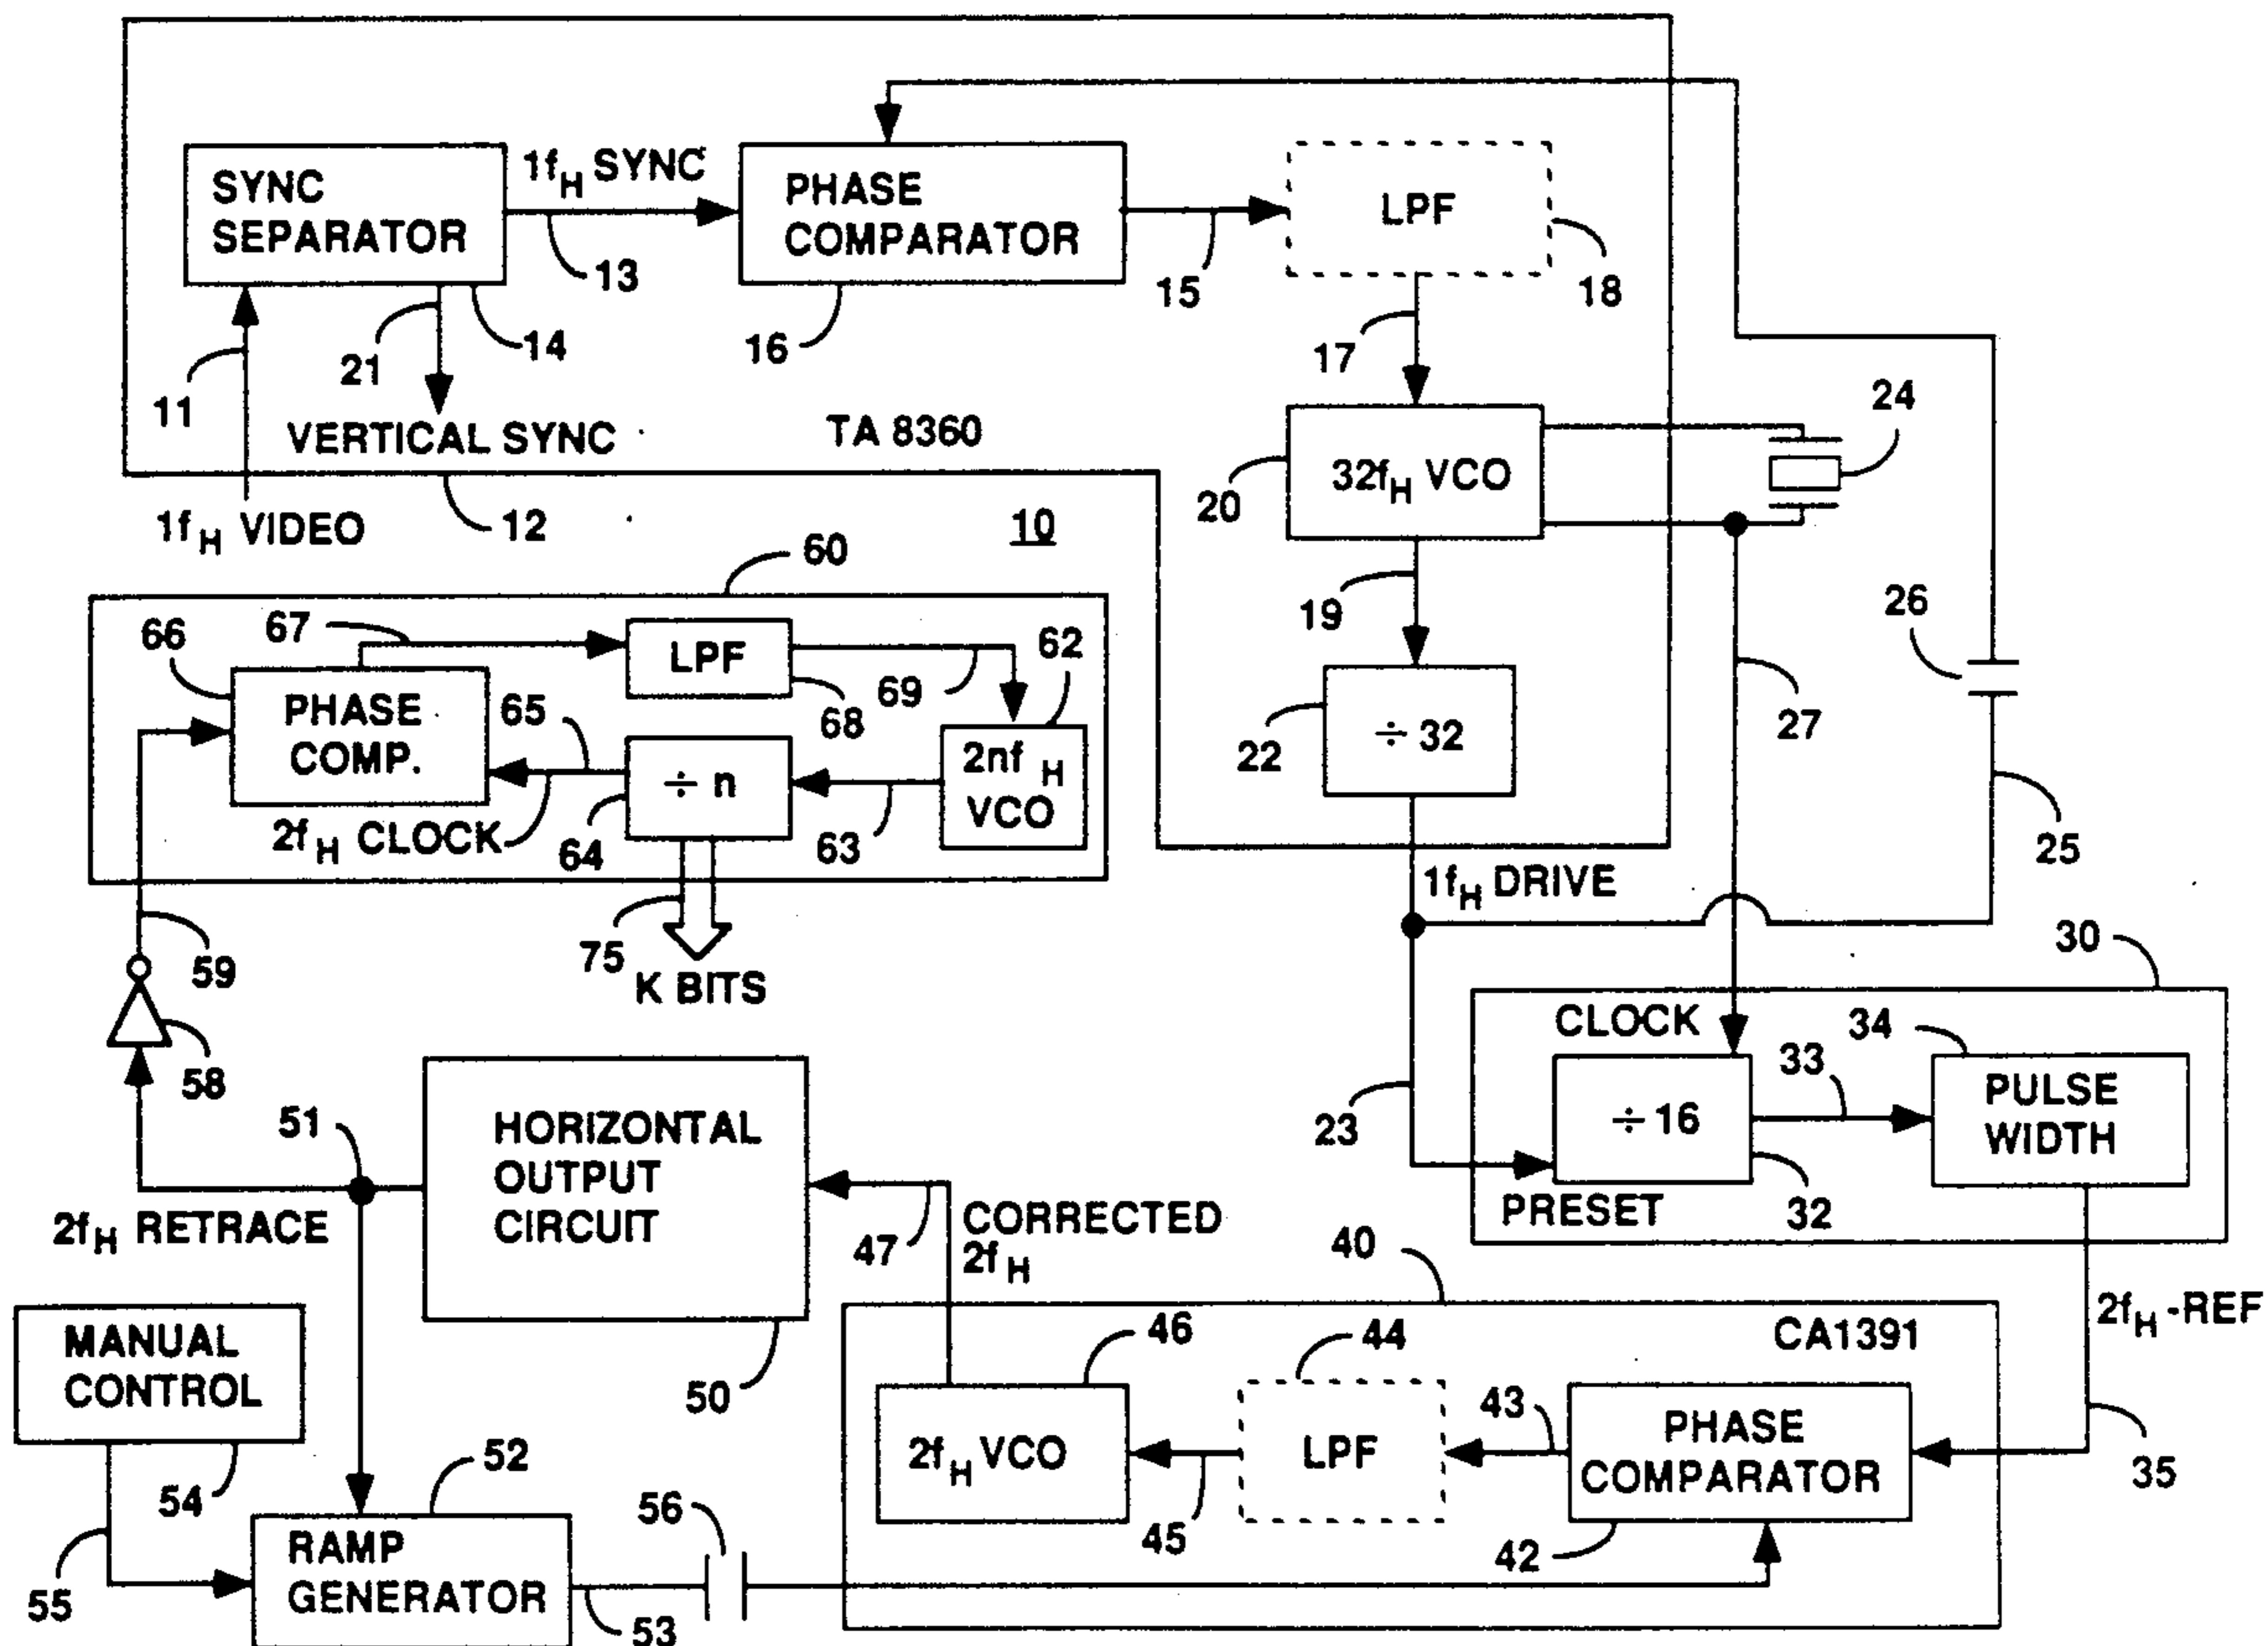 1fH SYNC
SYNC
SEPARATOR
PHASE
COMPARATOR
LPF
13
15
18
11
21
14
16
17
24
VERTICAL SYNC
TA 8360
20
32fH VCO
1fH VIDEO
12
10
60
19
26
66
67
LPF
62
69
68
65
PHASE
COMP.
22
÷ 32
27
÷ n
2nfH
VCO
2fH CLOCK
64
63
25
1fH DRIVE
75
K BITS
59
30
CLOCK
34
58
33
51
HORIZONTAL
OUTPUT
CIRCUIT
23
÷ 16
PULSE
WIDTH
PRESET
32
2fH RETRACE
47
CORRECTED
2fH
40
2fH -REF
MANUAL
CONTROL
50
46
44
CA1391
43
2fH VCO
LPF
PHASE
COMPARATOR
35
54
52
56
45
42
55
RAMP
GENERATOR
53